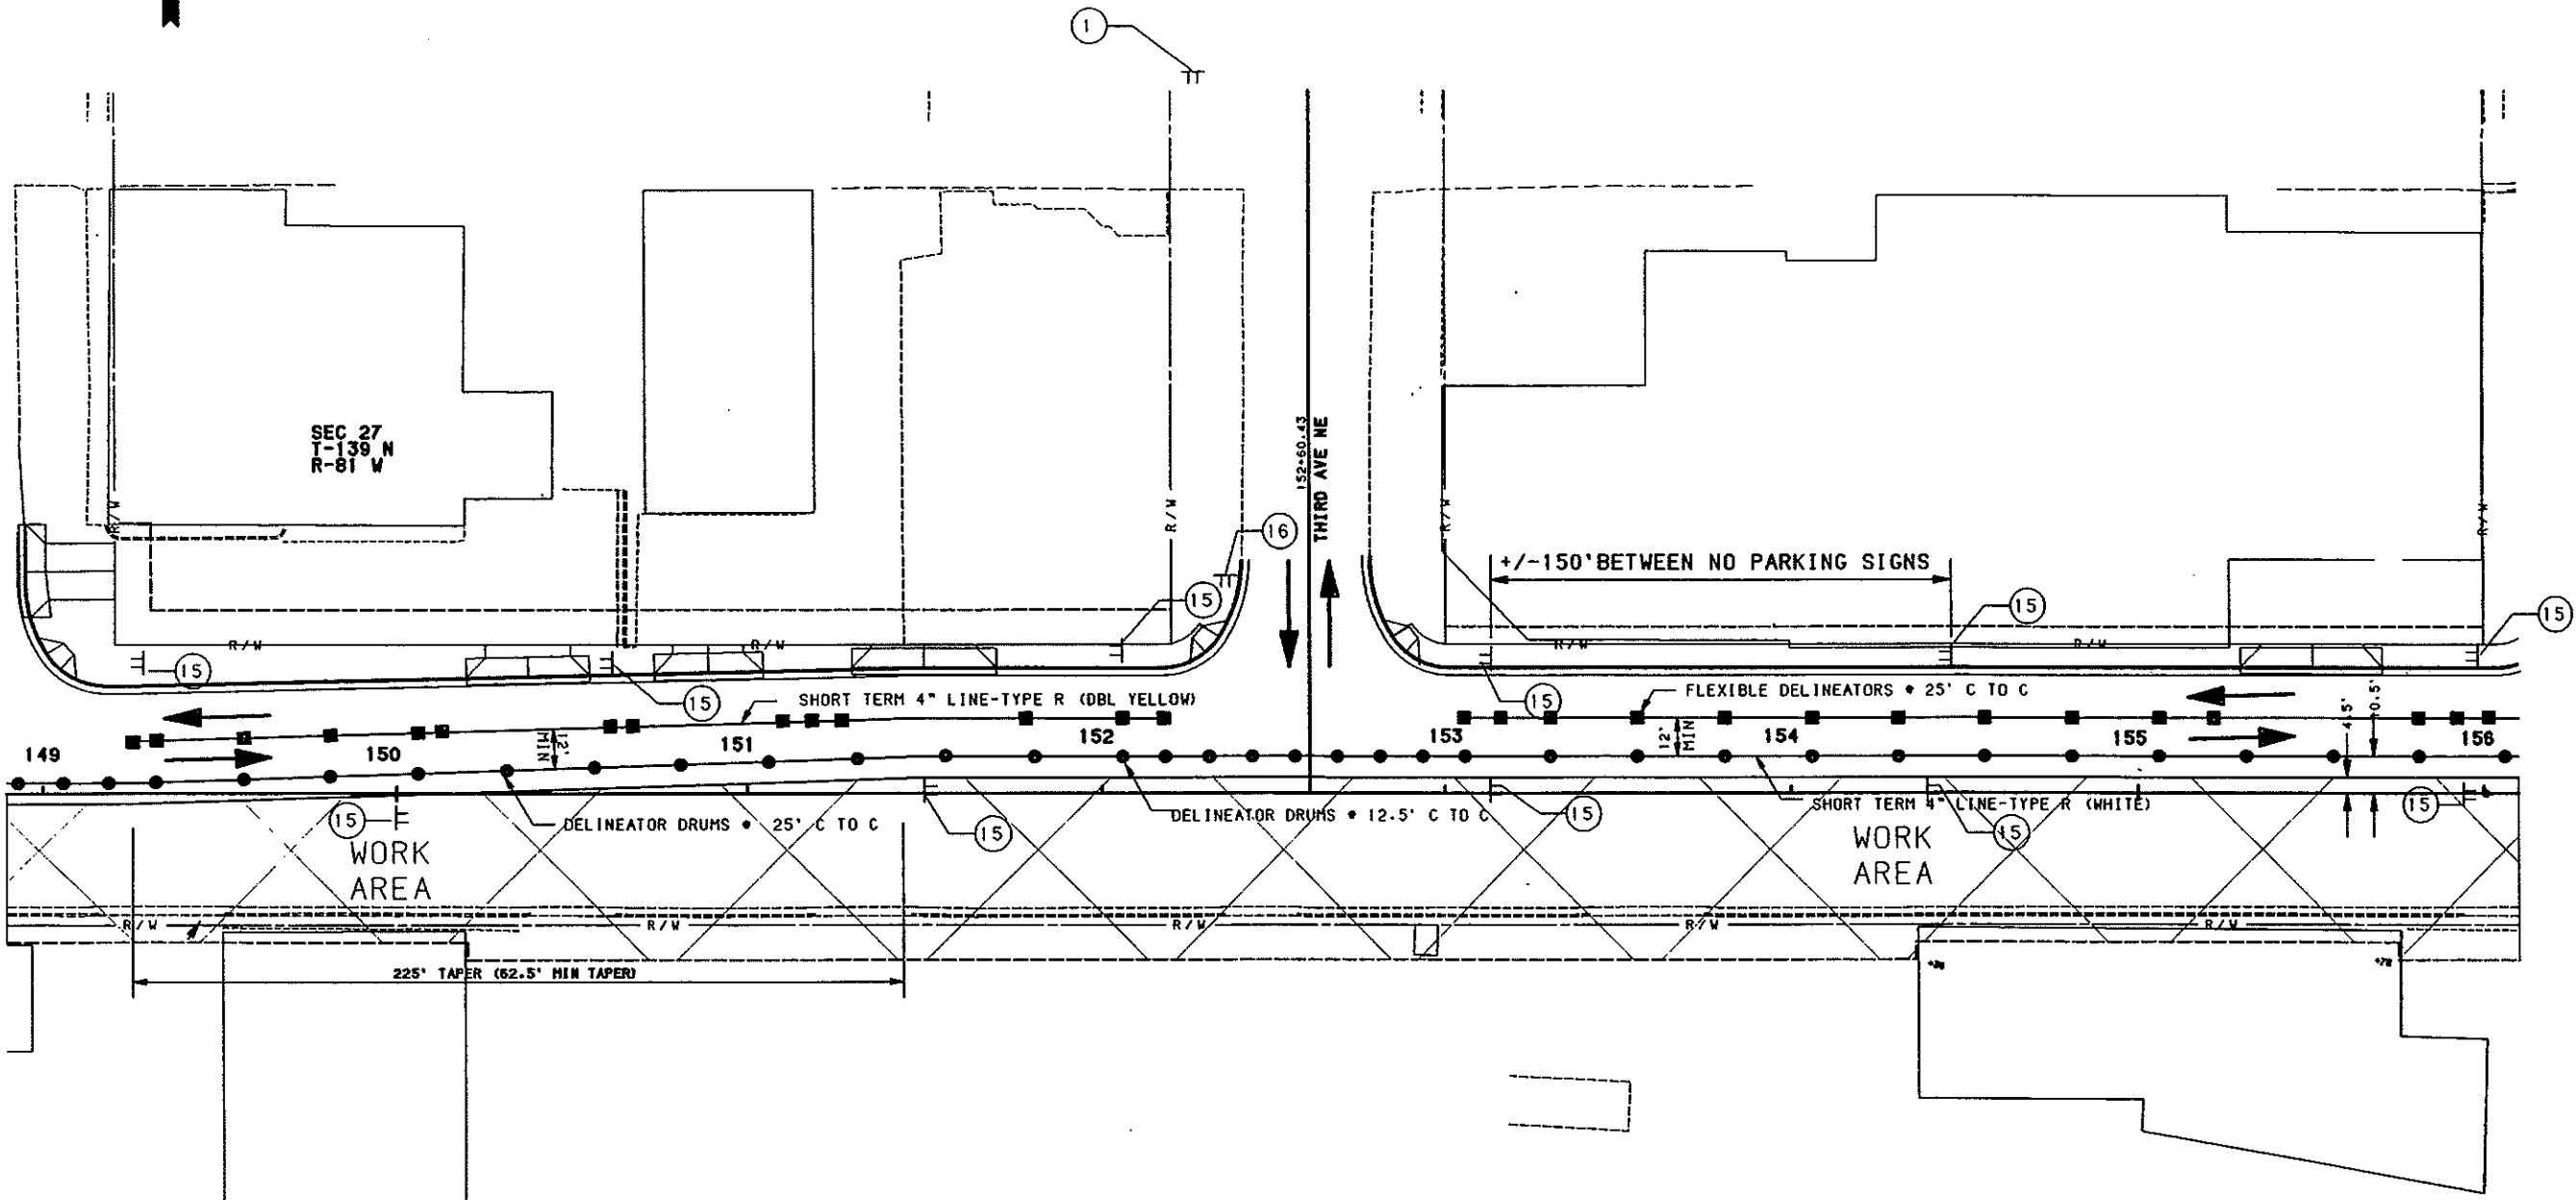 1
SEC 27
T-139 N
R-81 W
152+60.43
THIRD AVE NE
R/W
R/W
R/W
R/W
16
+/-150' BETWEEN NO PARKING SIGNS
15
15
15
R/W
R/W
R/W
R/W
15
15
15
SHORT TERM 4" LINE-TYPE R (DBL YELLOW)
FLEXIBLE DELINEATORS @ 25' C TO C
4.5'
10.5'
12'
MIN
12'
MIN
149
150
151
152
153
154
155
156
15
DELINEATOR DRUMS @ 25' C TO C
15
DELINEATOR DRUMS @ 12.5' C TO C
15
SHORT TERM 4" LINE-TYPE R (WHITE)
15
15
WORK
AREA
WORK
AREA
R/W
R/W
R/W
R/W
R/W
225' TAPER (62.5' MIN TAPER)